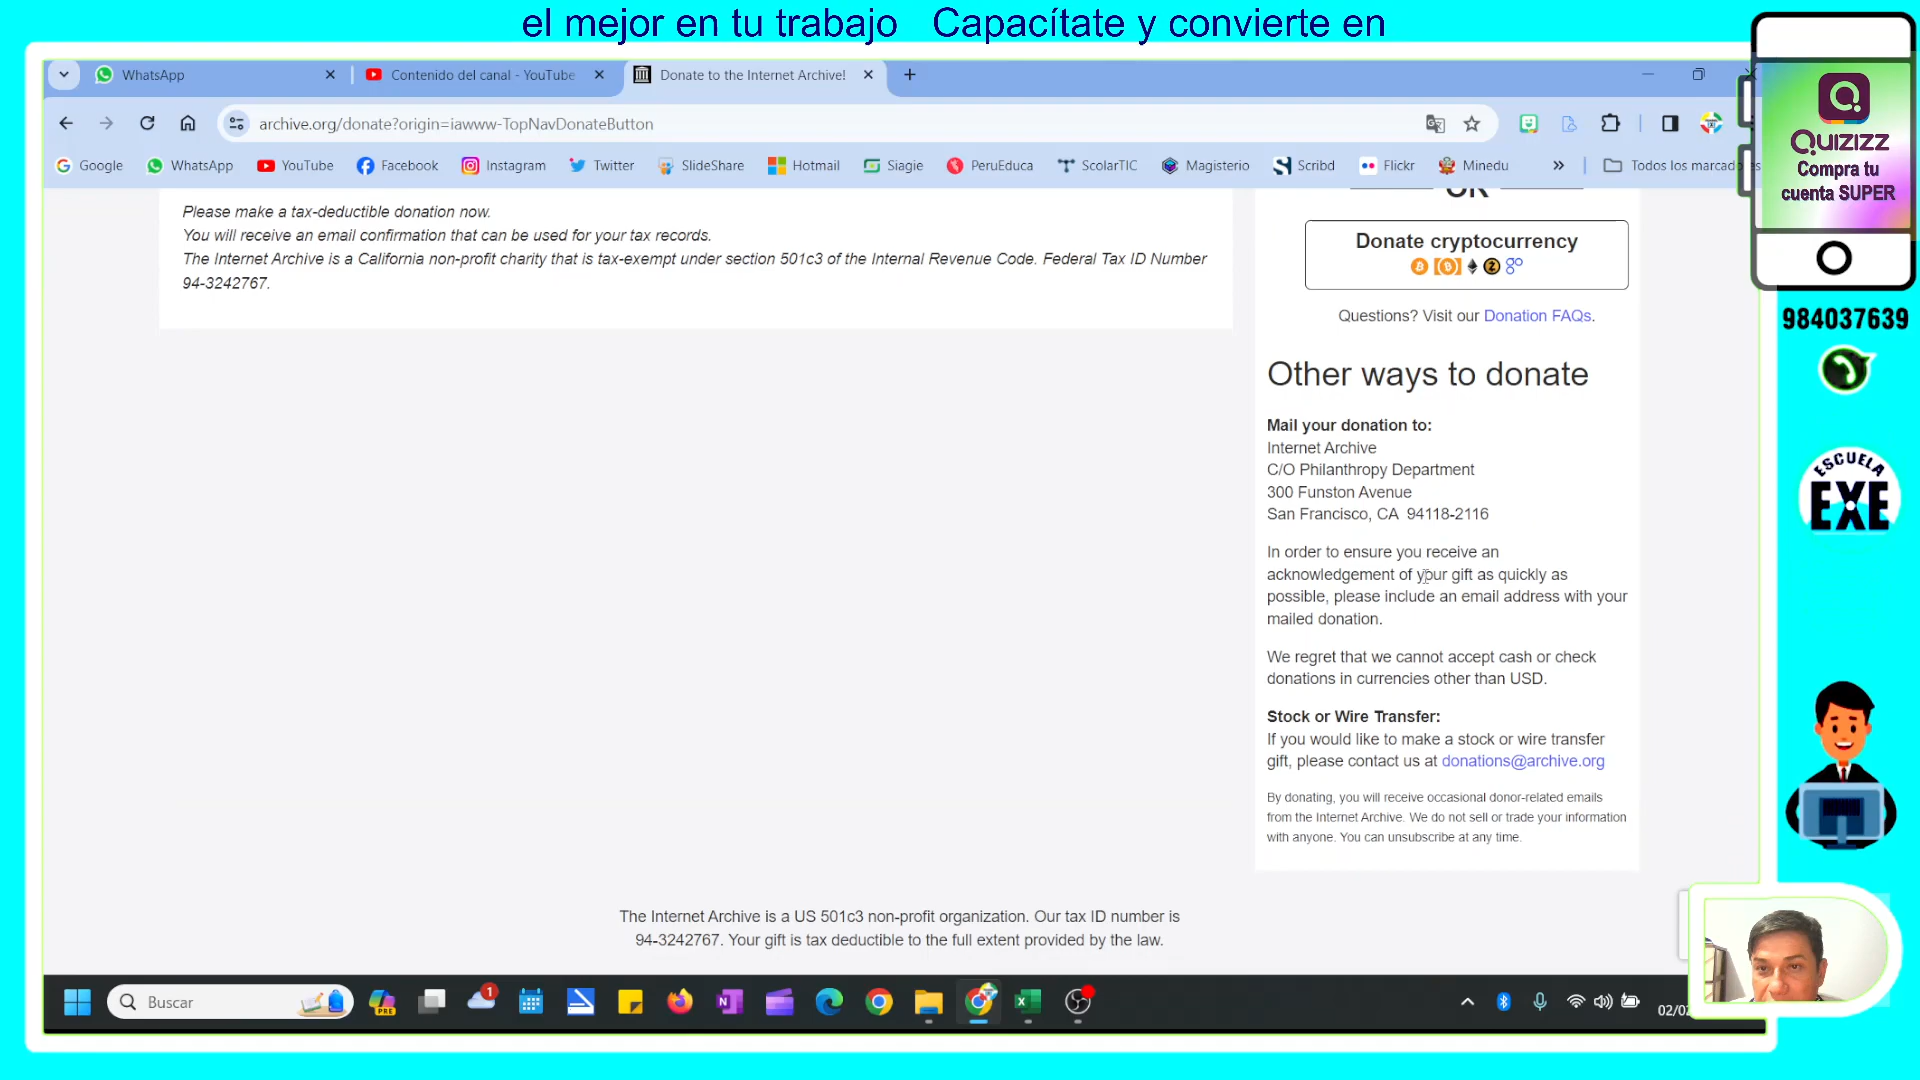 el mejor en tu trabajo   Capacítate y convierte en
WhatsApp
Contenido del canal - YouTube
Donate to the Internet Archive!
archive.org/donate?origin=iawww-TopNavDonateButton
Google
WhatsApp
YouTube
Facebook
Instagram
Twitter
SlideShare
Hotmail
Siagie
PeruEduca
ScolarTIC
Magisterio
Scribd
Flickr
Minedu
Todos los marcado
Quizizz
Compra tu
cuenta SUPER
984037639
ESCUELA
EXE
Please make a tax-deductible donation now.
You will receive an email confirmation that can be used for your tax records.
The Internet Archive is a California non-profit charity that is tax-exempt under section 501c3 of the Internal Revenue Code. Federal Tax ID Number
94-3242767.
OR
Donate cryptocurrency
Questions? Visit our Donation FAQs.
Other ways to donate
Mail your donation to:
Internet Archive
C/O Philanthropy Department
300 Funston Avenue
San Francisco, CA  94118-2116
In order to ensure you receive an
acknowledgement of your gift as quickly as
possible, please include an email address with your
mailed donation.
We regret that we cannot accept cash or check
donations in currencies other than USD.
Stock or Wire Transfer:
If you would like to make a stock or wire transfer
gift, please contact us at donations@archive.org
By donating, you will receive occasional donor-related emails
from the Internet Archive. We do not sell or trade your information
with anyone. You can unsubscribe at any time.
The Internet Archive is a US 501c3 non-profit organization. Our tax ID number is
94-3242767. Your gift is tax deductible to the full extent provided by the law.
Buscar
PRE
1
02/0